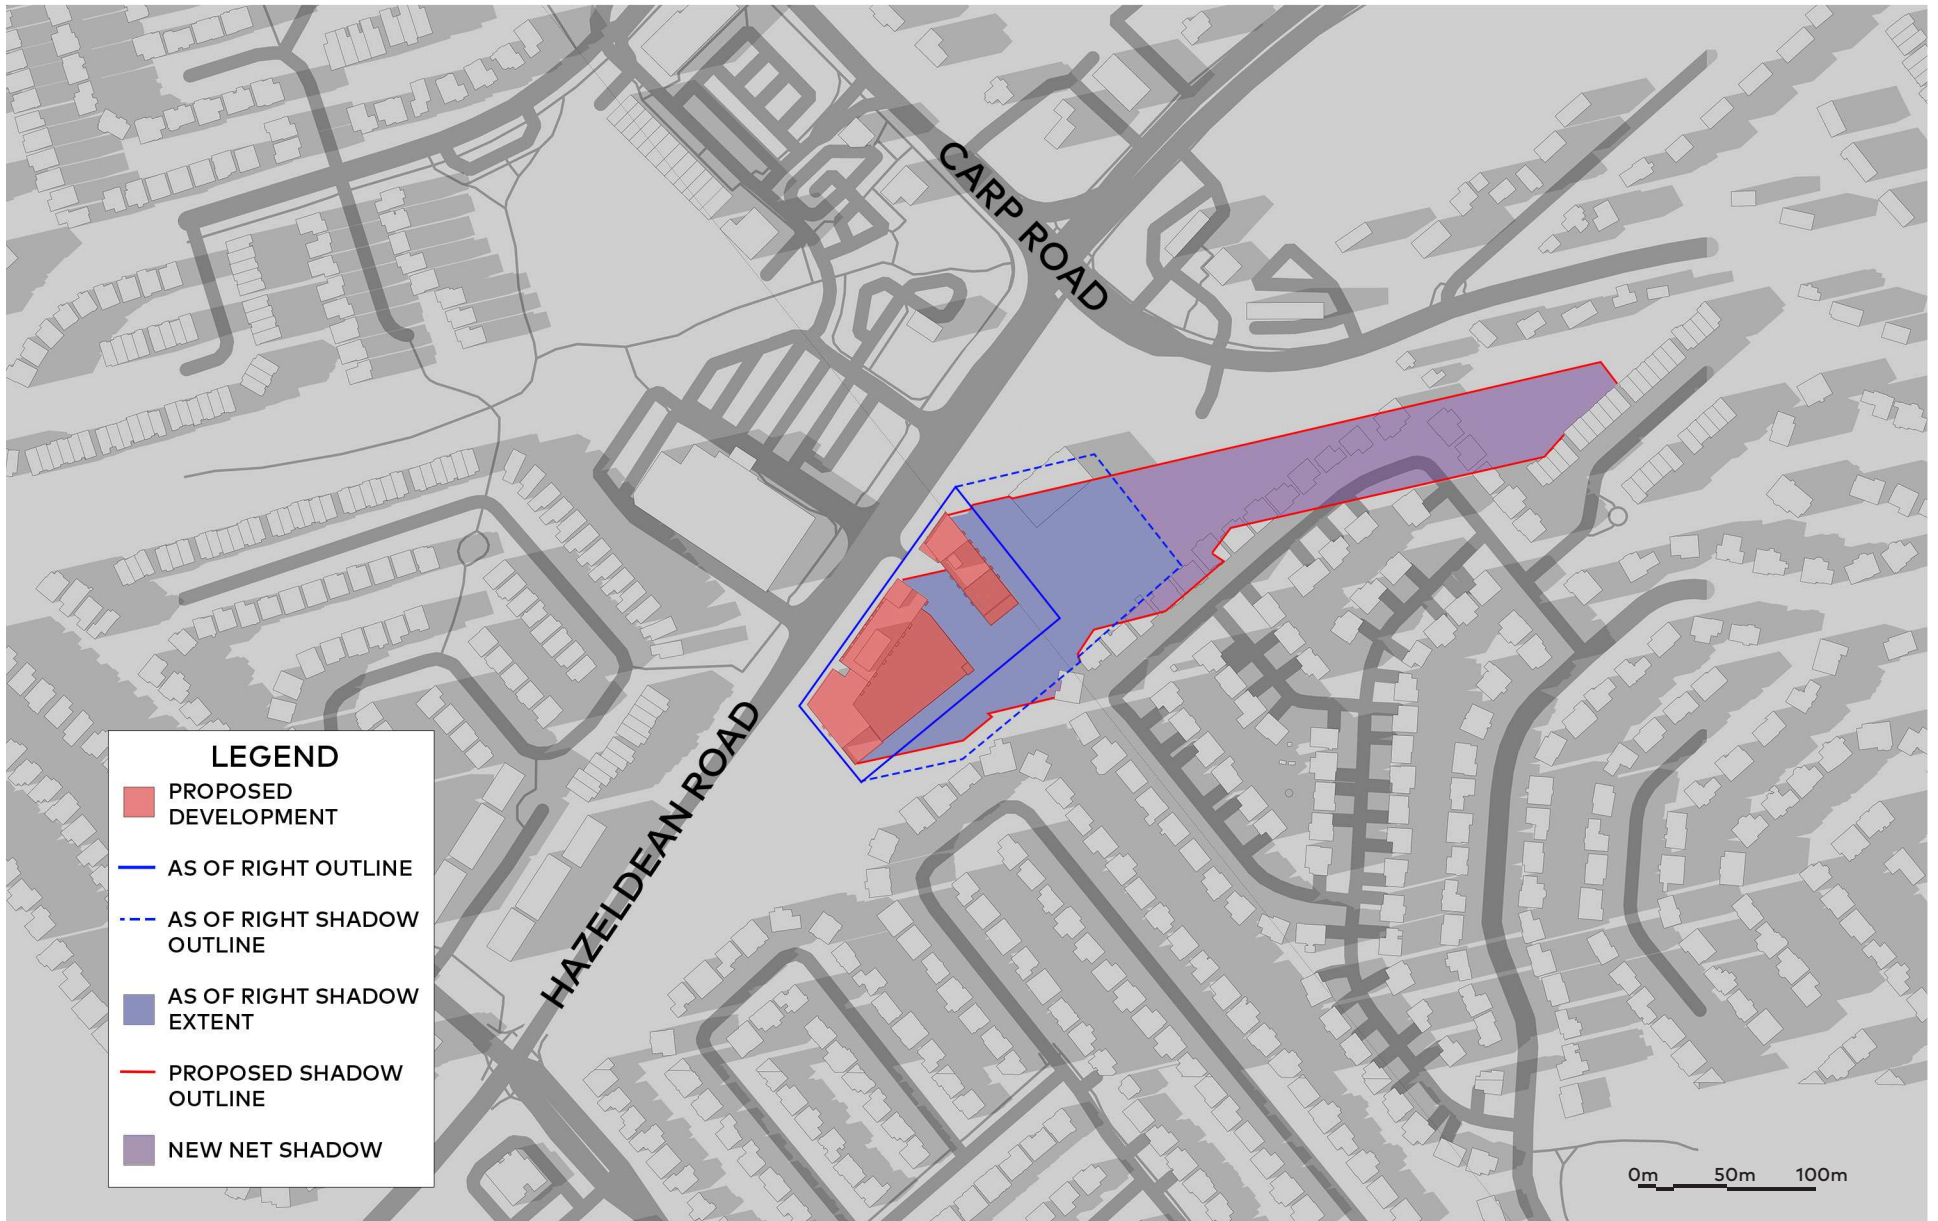 CARP ROAD
HAZELDEAN ROAD
LEGEND
PROPOSED
DEVELOPMENT
AS OF RIGHT OUTLINE
AS OF RIGHT SHADOW
OUTLINE
AS OF RIGHT SHADOW
EXTENT
PROPOSED SHADOW
OUTLINE
NEW NET SHADOW
0m 50m 100m